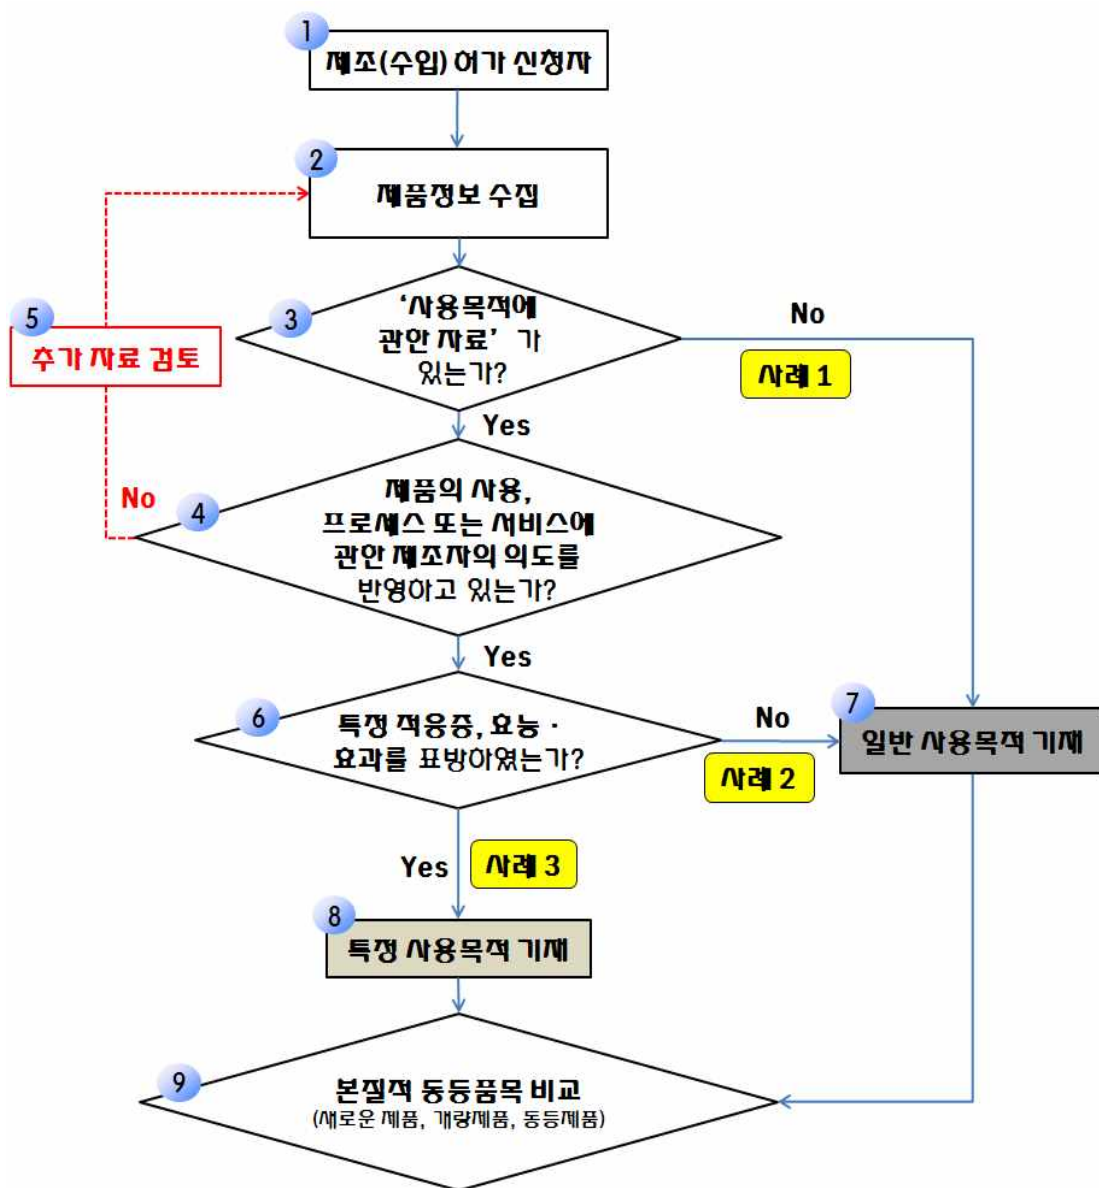 1
제조(수입) 허가 신청자
2
제품정보 수집
3
‘사용목적에
관한 자료’ 가
있는가?
No
사례 1
5
추가 자료 검토
Yes
No
4
제품의 사용,
프로세스 또는 서비스에
관한 제조자의 의도를
반영하고 있는가?
Yes
6
특정 적응증, 효능 ·
효과를 표방하였는가?
No
사례 2
7
일반 사용목적 기재
Yes
사례 3
8
특정 사용목적 기재
9
본질적 동등품목 비교
(새로운 제품, 개량제품, 동등제품)